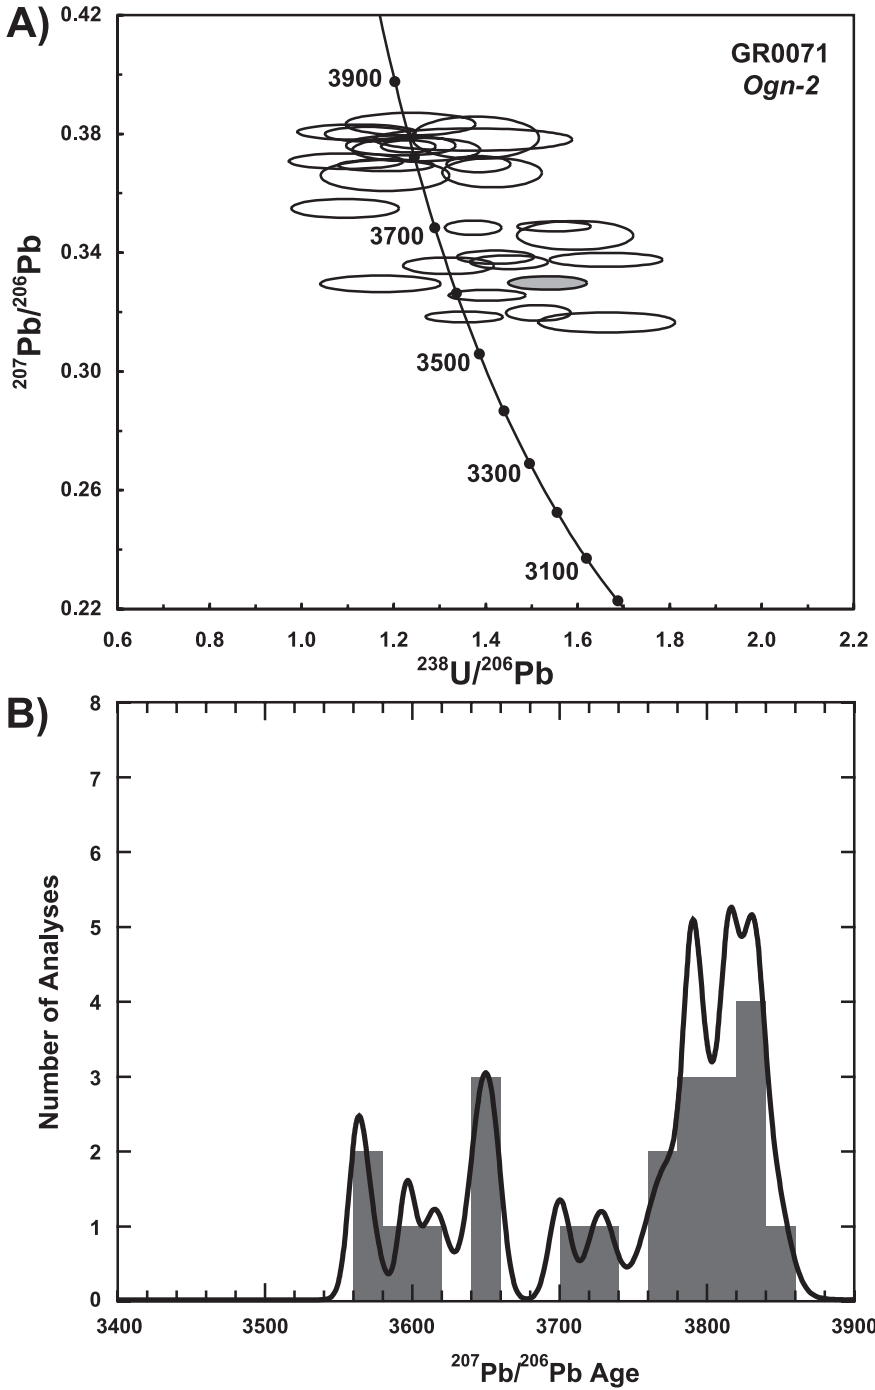 A)
GR0071
Ogn-2
0.42
0.38
0.34
0.30
0.26
0.22
²⁰⁷Pb/²⁰⁶Pb
3900
3700
3500
3300
3100
0.6 0.8 1.0 1.2 1.4 1.6 1.8 2.0 2.2
²³⁸U/²⁰⁶Pb
B)
8
7
6
5
4
3
2
1
0
Number of Analyses
3400 3500 3600 3700 3800 3900
²⁰⁷Pb/²⁰⁶Pb Age